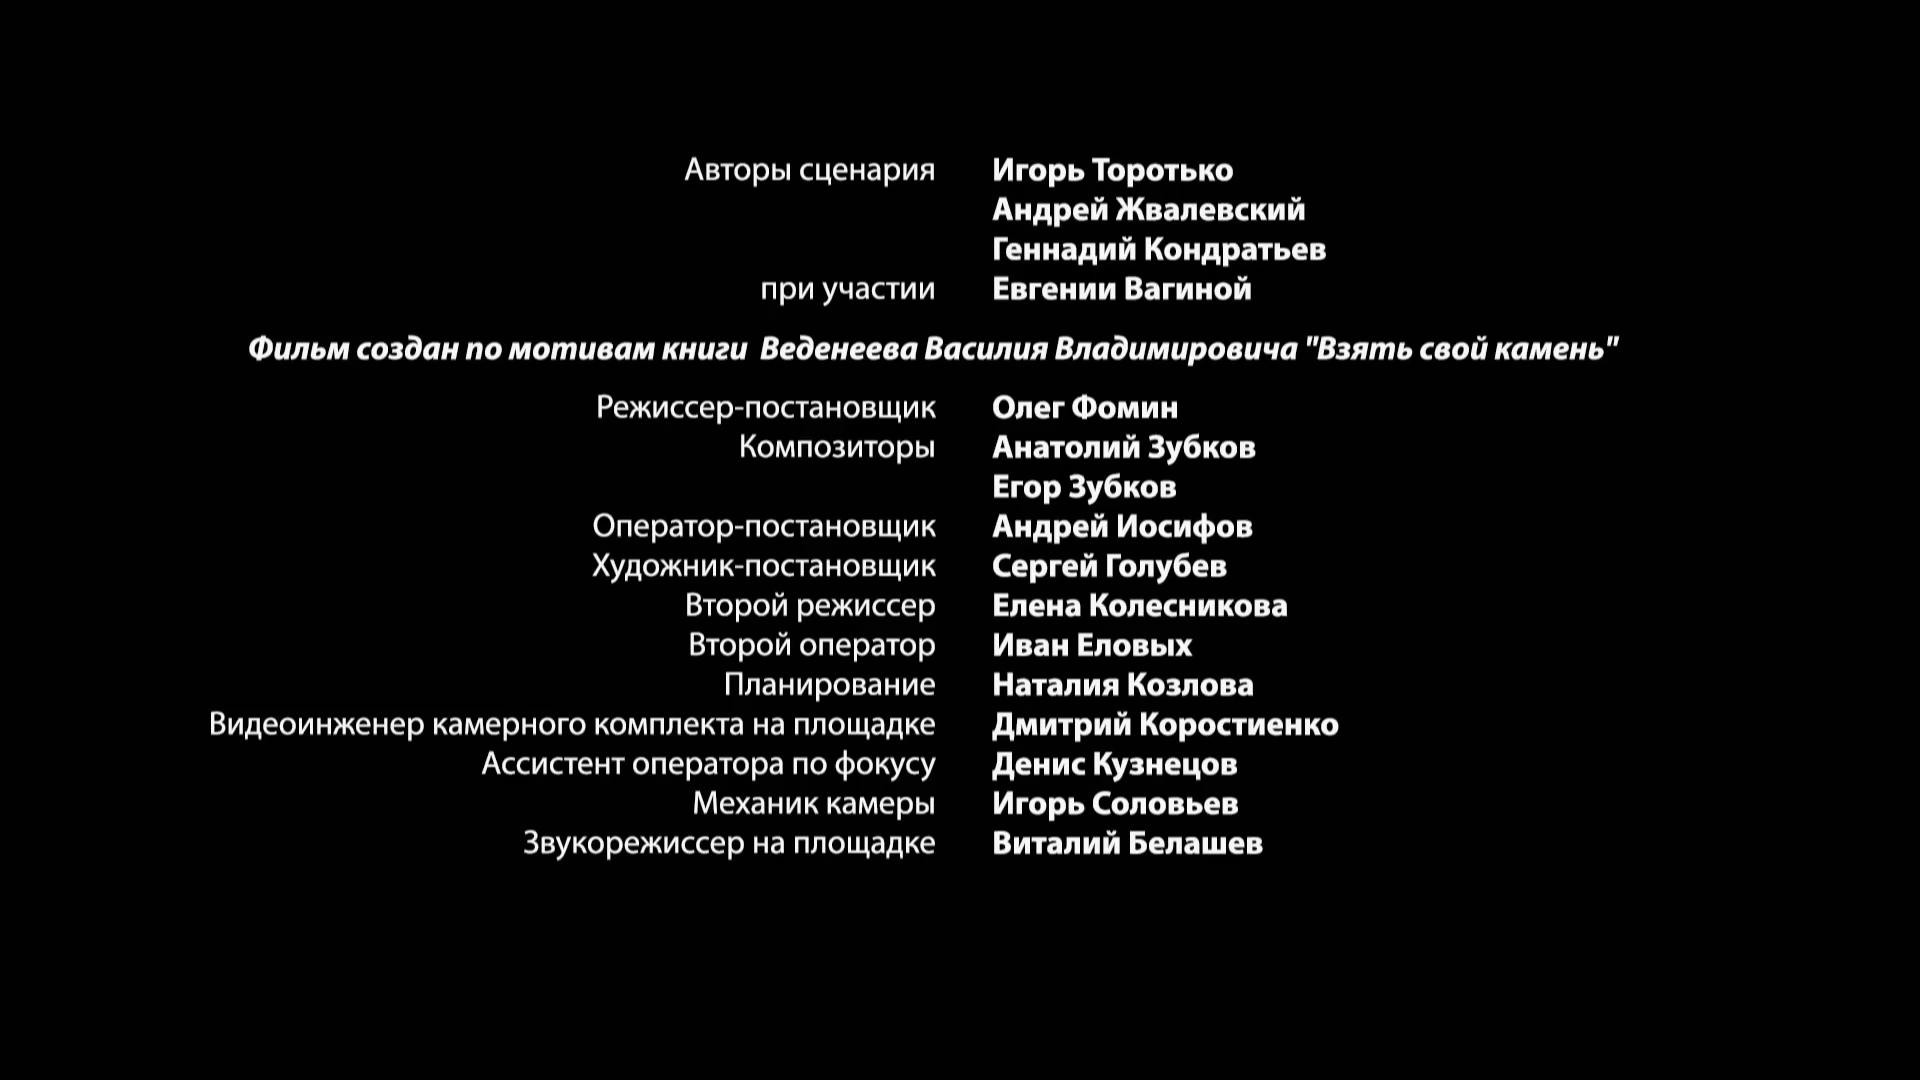 Авторы сценария Игорь Торотько
Андрей Жвалевский
Геннадий Кондратьев
при участии Евгении Вагиной
Фильм создан по мотивам книги Веденеева Василия Владимировича "Взять свой камень"
Режиссер-постановщик Олег Фомин
Композиторы Анатолий Зубков
Егор Зубков
Оператор-постановщик Андрей Иосифов
Художник-постановщик Сергей Голубев
Второй режиссер Елена Колесникова
Второй оператор Иван Еловых
Планирование Наталия Козлова
Видеоинженер камерного комплекта на площадке Дмитрий Коростиенко
Ассистент оператора по фокусу Денис Кузнецов
Механик камеры Игорь Соловьев
Звукорежиссер на площадке Виталий Белашев